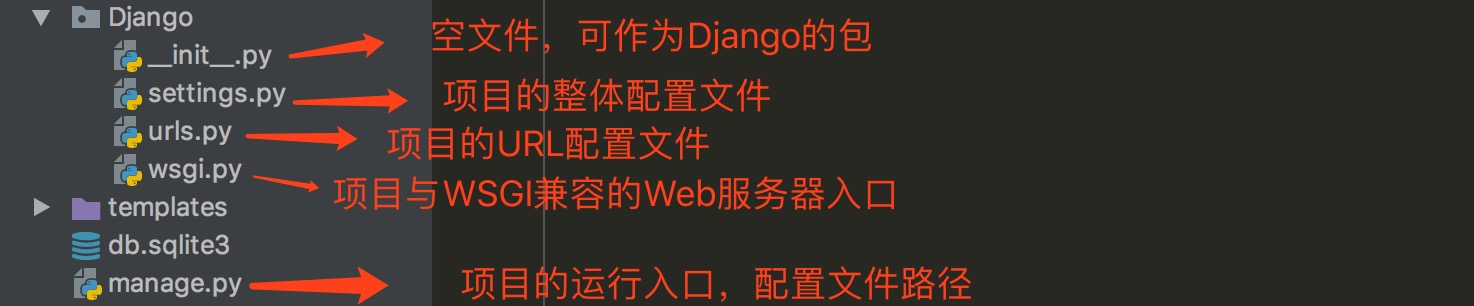 Django
__init__.py 空文件，可作为Django的包
settings.py 项目的整体配置文件
urls.py 项目的URL配置文件
wsgi.py 项目与WSGI兼容的Web服务器入口
templates
db.sqlite3
manage.py 项目的运行入口，配置文件路径